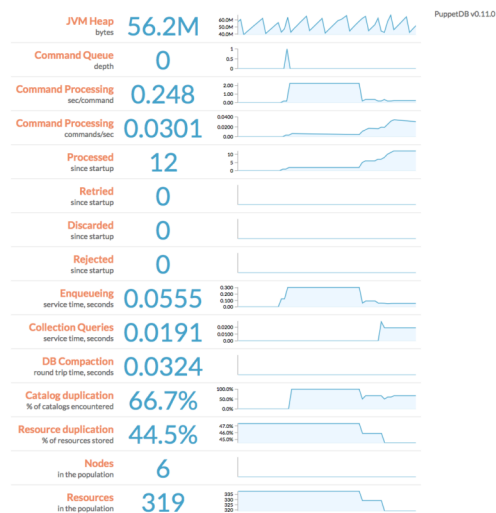 PuppetDB v0.11.0
JVM Heap
bytes
56.2M
60.0M
50.0M
40.0M
Command Queue
depth
0
1
0.5
0
Command Processing
sec/command
0.248
2.00
1.00
0.00
Command Processing
commands/sec
0.0301
0.0400
0.0200
0.00
Processed
since startup
12
10
5
0
Retried
since startup
0
Discarded
since startup
0
Rejected
since startup
0
Enqueueing
service time, seconds
0.0555
0.300
0.200
0.100
0.00
Collection Queries
service time, seconds
0.0191
0.0200
0.0100
0.00
DB Compaction
round trip time, seconds
0.0324
Catalog duplication
% of catalogs encountered
66.7%
100.0%
50.0%
0.0%
Resource duplication
% of resources stored
44.5%
47.0%
46.0%
45.0%
Nodes
in the population
6
Resources
in the population
319
335
330
325
320